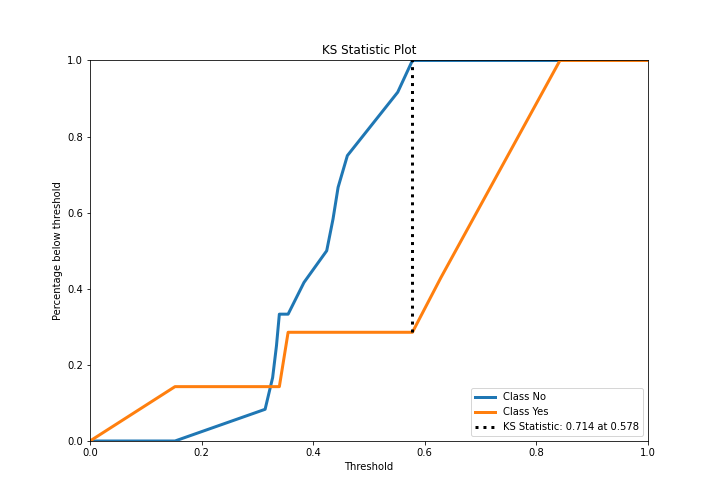 KS Statistic Plot
1.0
0.8
0.6
0.4
0.2
0.0
Percentage below threshold
0.0 0.2 0.4 0.6 0.8 1.0
Threshold
Class No
Class Yes
KS Statistic: 0.714 at 0.578